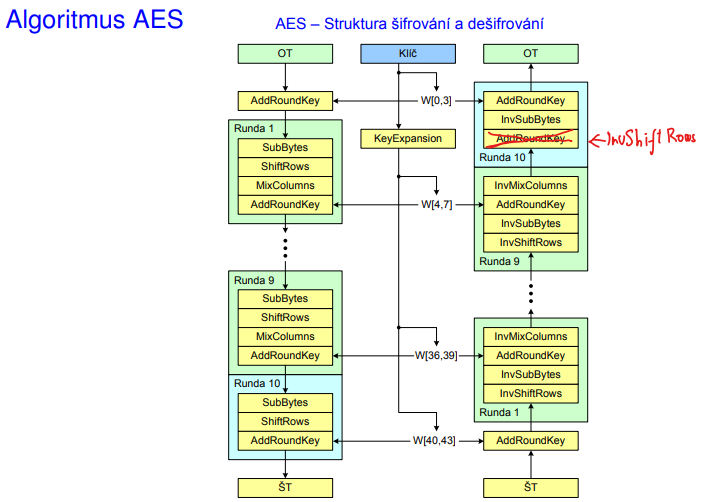 Algoritmus AES
AES – Struktura šifrování a dešifrování
OT
Klíč
OT
AddRoundKey
W[0,3]
AddRoundKey
InvSubBytes
AddRoundKey
←InvShift Rows
Runda 10
Runda 1
SubBytes
ShiftRows
MixColumns
AddRoundKey
KeyExpansion
W[4,7]
InvMixColumns
AddRoundKey
InvSubBytes
InvShiftRows
Runda 9
Runda 9
SubBytes
ShiftRows
MixColumns
AddRoundKey
W[36,39]
InvMixColumns
AddRoundKey
InvSubBytes
InvShiftRows
Runda 1
Runda 10
SubBytes
ShiftRows
AddRoundKey
W[40,43]
AddRoundKey
ŠT
ŠT